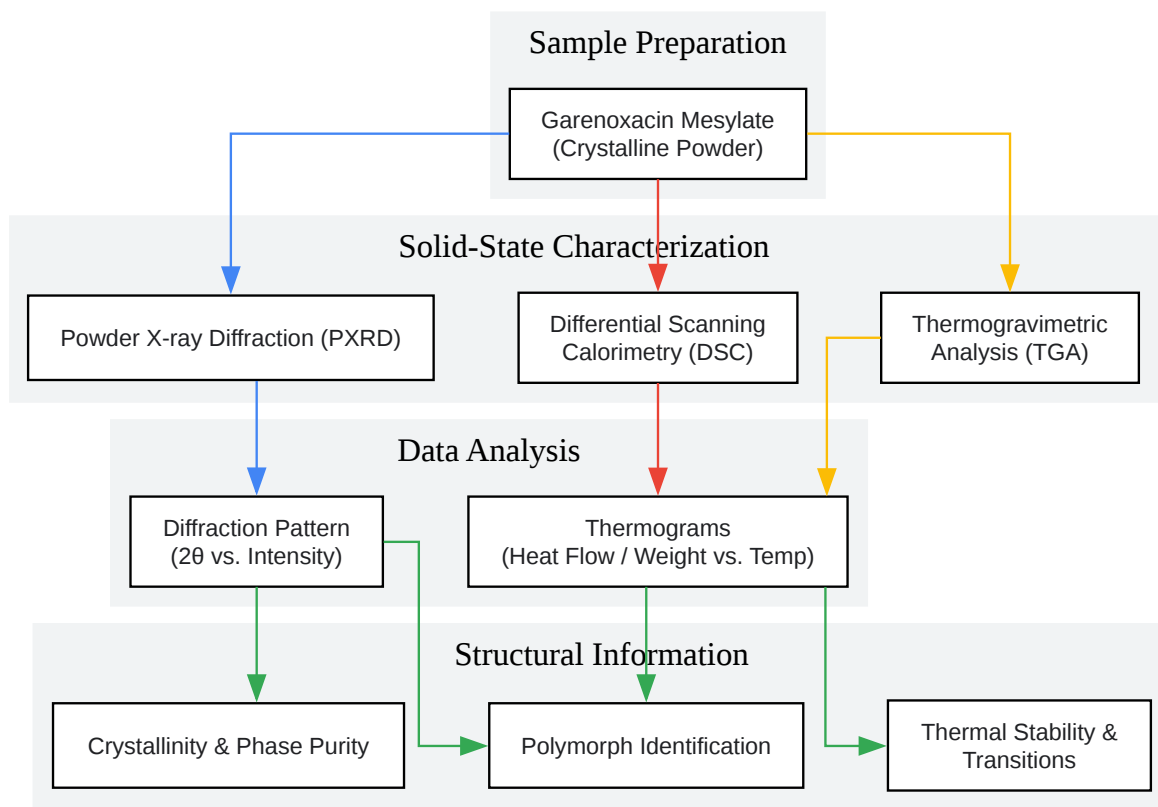 Sample Preparation
Garenoxacin Mesylate
(Crystalline Powder)
Solid-State Characterization
Powder X-ray Diffraction (PXRD)
Differential Scanning
Calorimetry (DSC)
Thermogravimetric
Analysis (TGA)
Data Analysis
Diffraction Pattern
(2θ vs. Intensity)
Thermograms
(Heat Flow / Weight vs. Temp)
Structural Information
Crystallinity & Phase Purity
Polymorph Identification
Thermal Stability &
Transitions